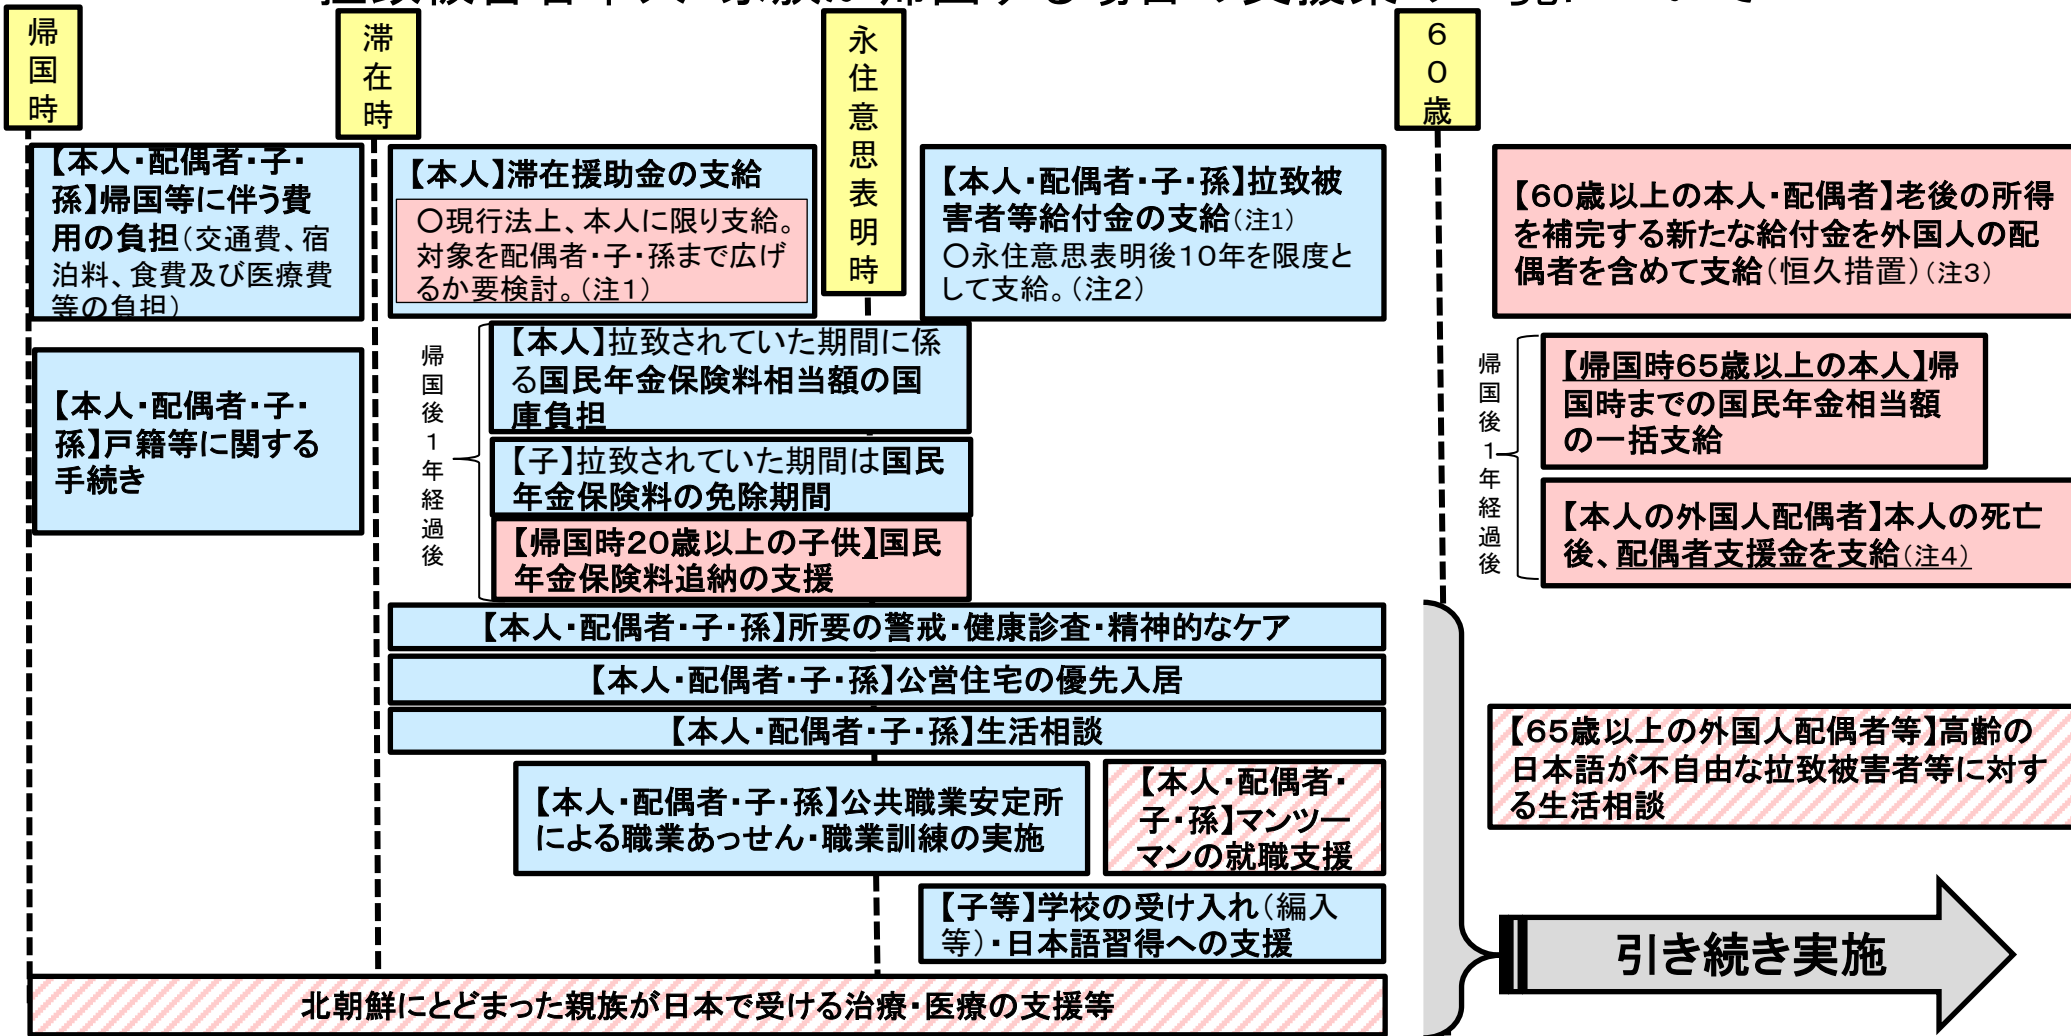 帰国時
滞在時
永住意思表明時
60歳
【本人・配偶者・子・
孫】帰国等に伴う費
用の負担（交通費、宿
泊料、食費及び医療費
等の負担）
【本人・配偶者・子・
孫】戸籍等に関する
手続き
【本人】滞在援助金の支給
○現行法上、本人に限り支給。
対象を配偶者・子・孫まで広げ
るか要検討。（注1）
【本人・配偶者・子・孫】拉致被
害者等給付金の支給（注1）
○永住意思表明後10年を限度と
して支給。（注2）
【60歳以上の本人・配偶者】老後の所得
を補完する新たな給付金を外国人の配
偶者を含めて支給（恒久措置）（注3）
帰国後1年経過後
【本人】拉致されていた期間に係
る国民年金保険料相当額の国
庫負担
【子】拉致されていた期間は国民
年金保険料の免除期間
【帰国時20歳以上の子供】国民
年金保険料追納の支援
帰国後1年経過後
【帰国時65歳以上の本人】帰
国時までの国民年金相当額
の一括支給
【本人の外国人配偶者】本人の死亡
後、配偶者支援金を支給（注4）
【本人・配偶者・子・孫】所要の警戒・健康診査・精神的なケア
【本人・配偶者・子・孫】公営住宅の優先入居
【本人・配偶者・子・孫】生活相談
【本人・配偶者・子・孫】公共職業安定所
による職業あっせん・職業訓練の実施
【本人・配偶者・
子・孫】マンツー
マンの就職支援
【65歳以上の外国人配偶者等】高齢の
日本語が不自由な拉致被害者等に対す
る生活相談
【子等】学校の受け入れ（編入
等）・日本語習得への支援
引き続き実施
北朝鮮にとどまった親族が日本で受ける治療・医療の支援等